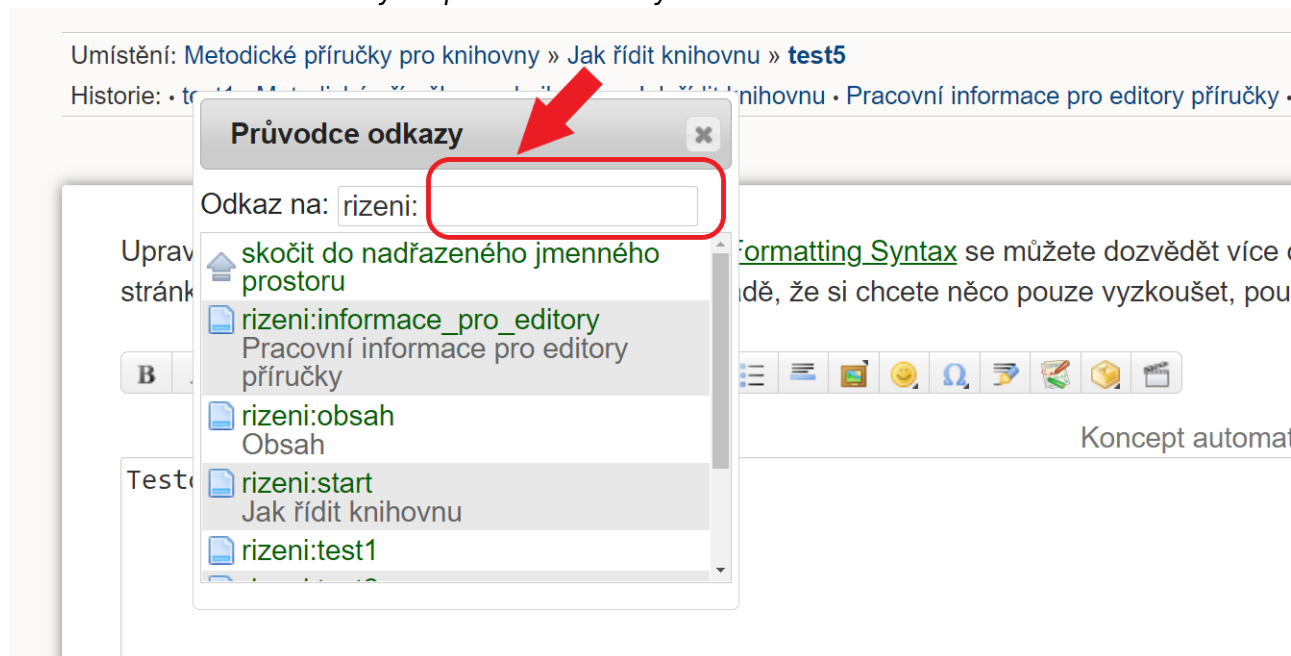 Umístění: Metodické příručky pro knihovny » Jak řídit knihovnu » test5
Historie: • nihovnu • Pracovní informace pro editory příručky •
Průvodce odkazy
Odkaz na: rizeni:
skočit do nadřazeného jmenného
prostoru
Uprav Formatting Syntax se můžete dozvědět více
stránk dě, že si chcete něco pouze vyzkoušet, pou
rizeni:informace_pro_editory
Pracovní informace pro editory
příručky
B Ω
rizeni:obsah
Obsah
Koncept automat
Testo
rizeni:start
Jak řídit knihovnu
rizeni:test1